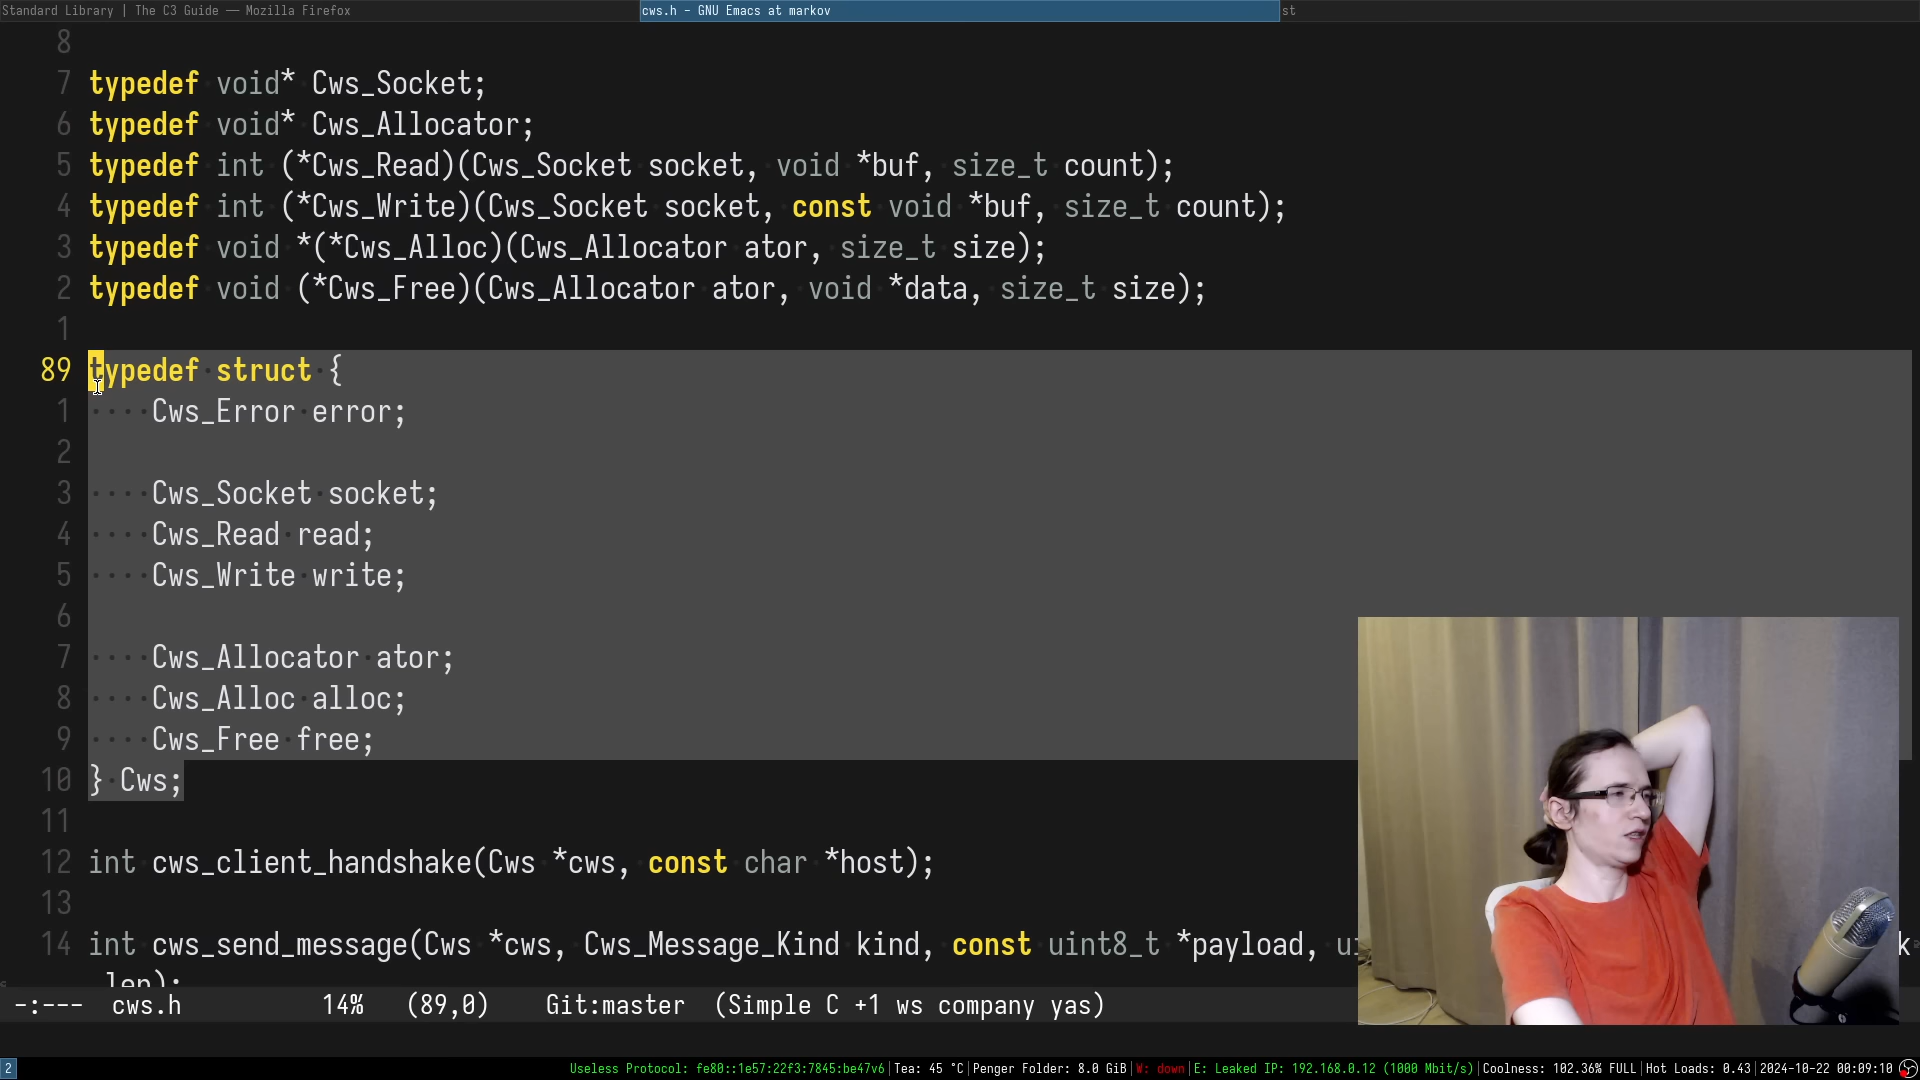 Standard Library | The C3 Guide — Mozilla Firefox
cws.h - GNU Emacs at markov
st
8
7 typedef void* Cws_Socket;
6 typedef void* Cws_Allocator;
5 typedef int (*Cws_Read)(Cws_Socket socket, void *buf, size_t count);
4 typedef int (*Cws_Write)(Cws_Socket socket, const void *buf, size_t count);
3 typedef void *(*Cws_Alloc)(Cws_Allocator ator, size_t size);
2 typedef void (*Cws_Free)(Cws_Allocator ator, void *data, size_t size);
1
89 typedef struct {
1 ····Cws_Error error;
2
3 ····Cws_Socket socket;
4 ····Cws_Read read;
5 ····Cws_Write write;
6
7 ····Cws_Allocator ator;
8 ····Cws_Alloc alloc;
9 ····Cws_Free free;
10 } Cws;
11
12 int cws_client_handshake(Cws *cws, const char *host);
13
14 int cws_send_message(Cws *cws, Cws_Message_Kind kind, const uint8_t *payload,
len);
-:--- cws.h 14% (89,0) Git:master (Simple C +1 ws company yas)
2
Useless Protocol: fe80::1e57:22f3:7845:be47v6|Tea: 45 °C|Penger Folder: 8.0 GiB|W: down|E: Leaked IP: 192.168.0.12 (1000 Mbit/s)|Coolness: 102.36% FULL|Hot Loads: 0.43|2024-10-22 00:09:10